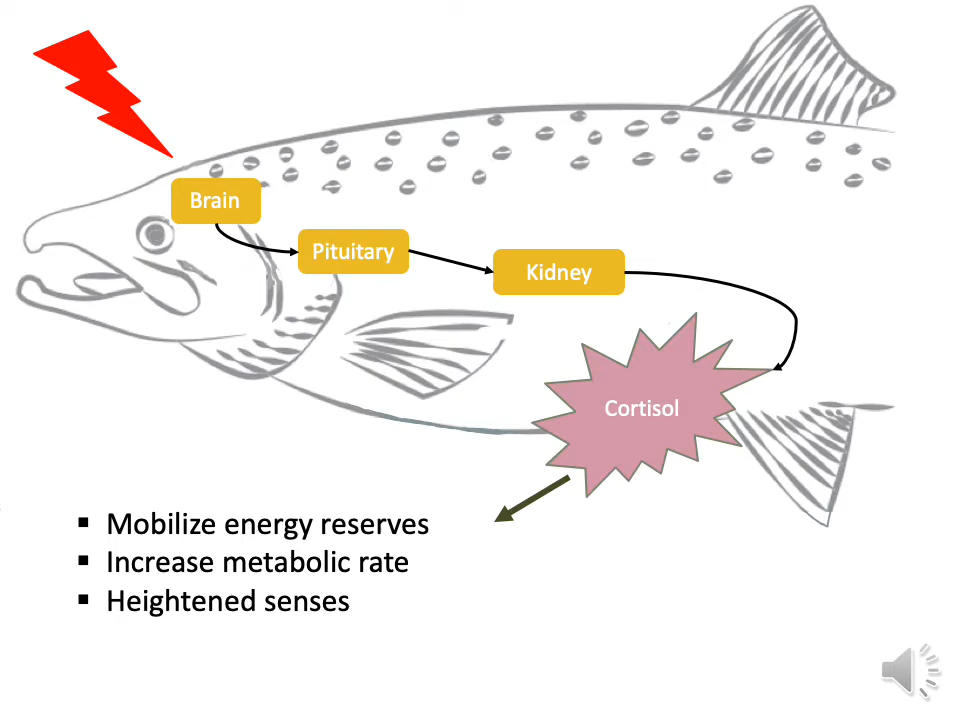 Brain
Pituitary
Kidney
Cortisol
▪ Mobilize energy reserves
▪ Increase metabolic rate
▪ Heightened senses